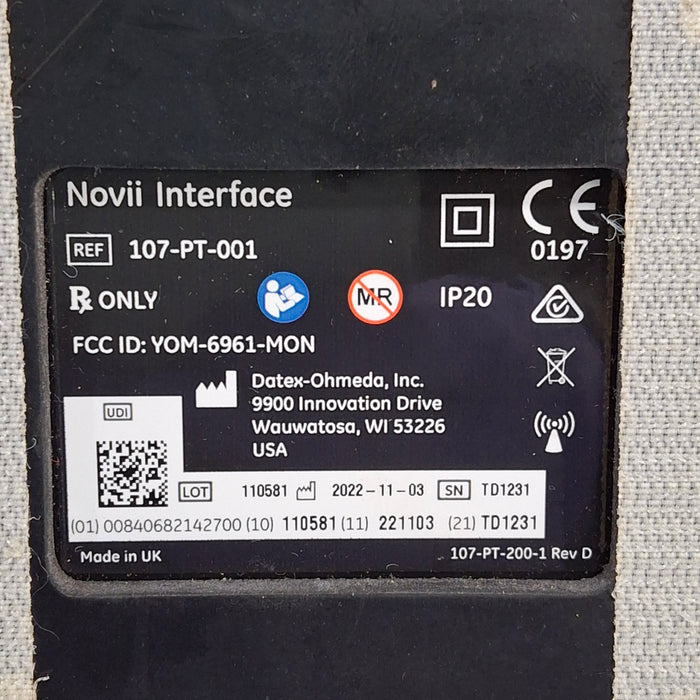 Novii Interface
REF 107-PT-001
0197
Rx ONLY
MR
IP20
FCC ID: YOM-6961-MON
Datex-Ohmeda, Inc.
9900 Innovation Drive
Wauwatosa, WI 53226
USA
UDI
LOT 110581 2022-11-03 SN TD1231
(01) 00840682142700 (10) 110581 (11) 221103 (21) TD1231
Made in UK
107-PT-200-1 Rev D